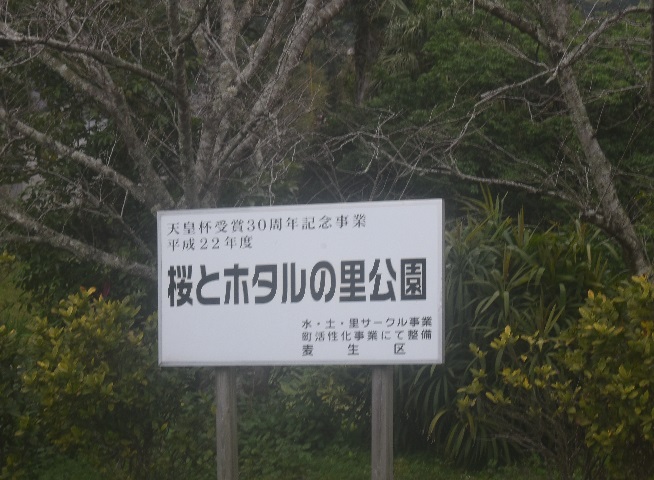 天皇杯受賞30周年記念事業
平成22年度
桜とホタルの里公園
水・土・里サークル事業
町活性化事業にて整備
麦生区